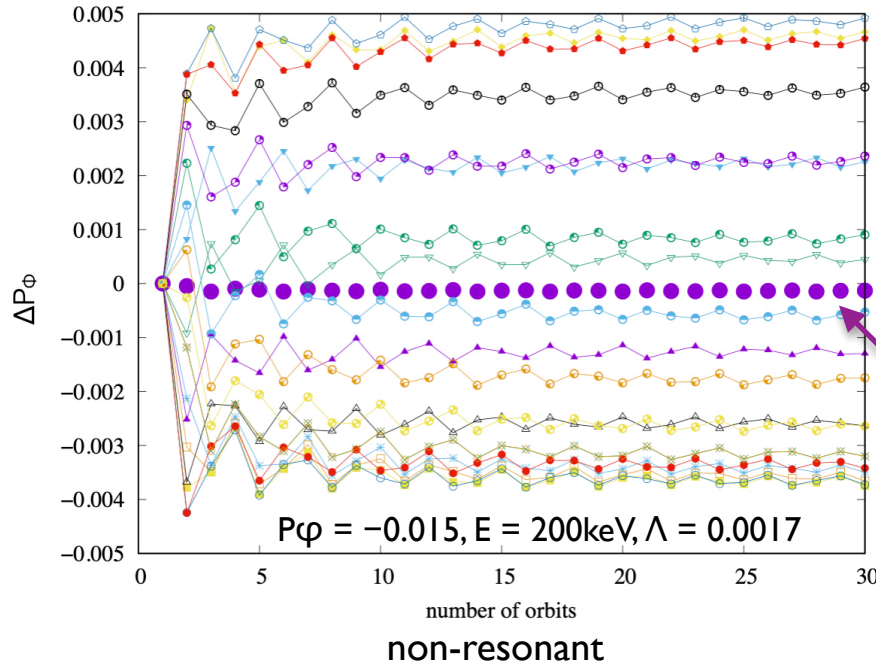 0.005
0.004
0.003
0.002
0.001
0
−0.001
−0.002
−0.003
−0.004
−0.005
ΔP_Φ
Pφ = −0.015, E = 200keV, Λ = 0.0017
0 5 10 15 20 25 30
number of orbits
non-resonant